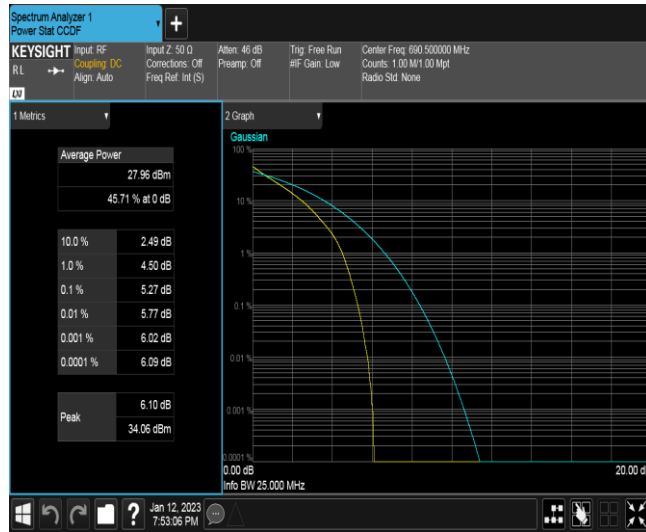 Spectrum Analyzer 1
Power Stat CCDF
KEYSIGHT
RL
LXI
Input: RF
Coupling: DC
Align: Auto
Input Z: 50 Ω
Corrections: Off
Freq Ref: Int (S)
Atten: 46 dB
Preamp: Off
Trig: Free Run
#IF Gain: Low
Center Freq: 690.500000 MHz
Counts: 1.00 M/1.00 Mpt
Radio Std: None
1 Metrics
Average Power
27.96 dBm
45.71 % at 0 dB
10.0 % 2.49 dB
1.0 % 4.50 dB
0.1 % 5.27 dB
0.01 % 5.77 dB
0.001 % 6.02 dB
0.0001 % 6.09 dB
Peak
6.10 dB
34.06 dBm
2 Graph
Gaussian
100 %
10 %
1 %
0.1 %
0.01 %
0.001 %
0.0001 %
0.00 dB
20.00 d
Info BW 25.000 MHz
?
Jan 12, 2023
7:53:06 PM